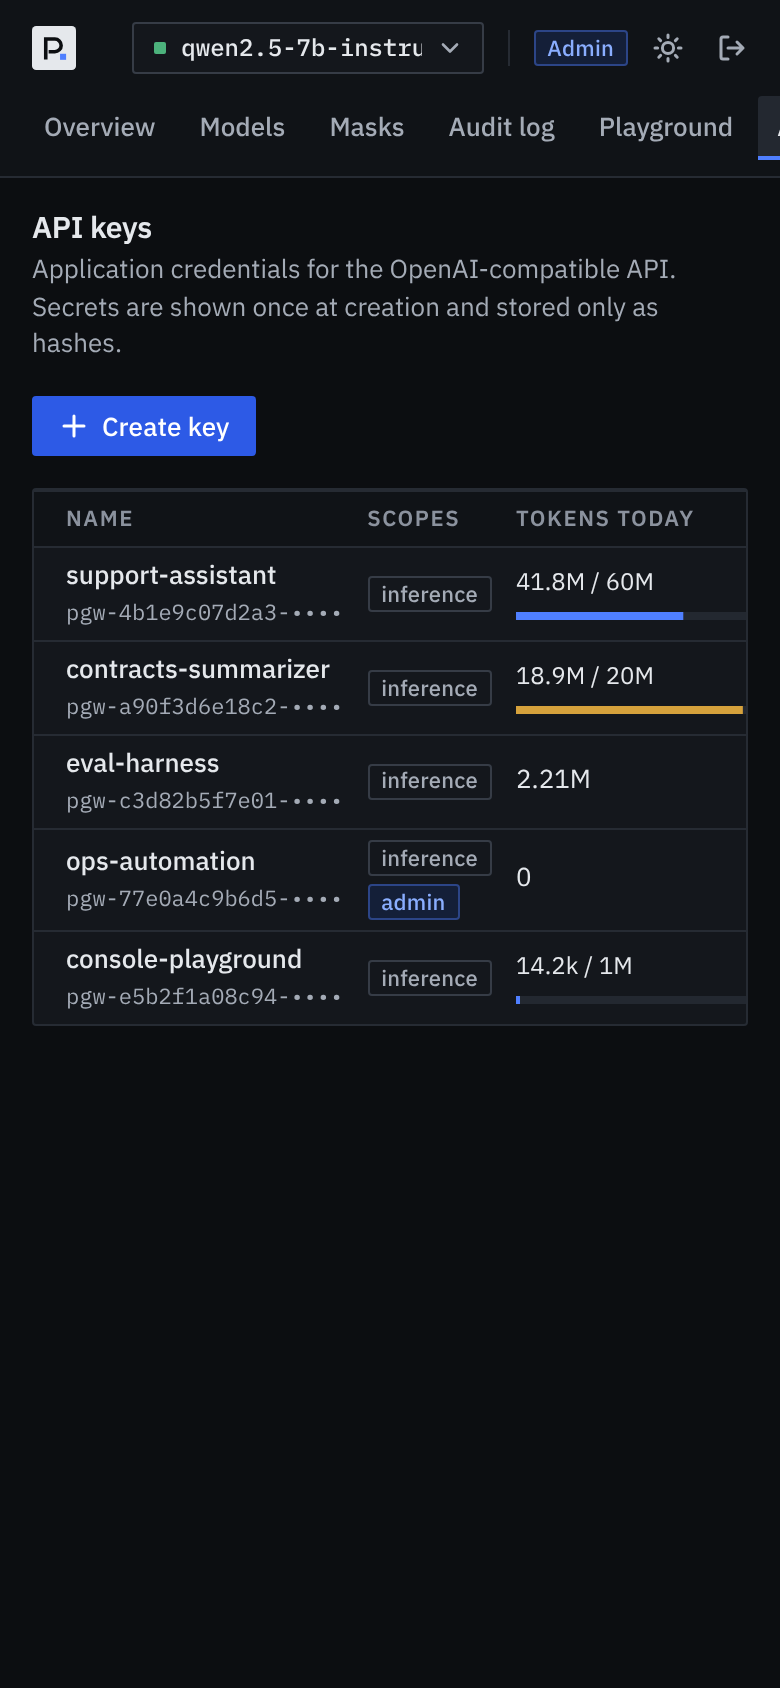 P.
qwen2.5-7b-instru
Admin
Overview Models Masks Audit log Playground
API keys
Application credentials for the OpenAI-compatible API.
Secrets are shown once at creation and stored only as
hashes.
+ Create key
NAME SCOPES TOKENS TODAY
support-assistant
pgw-4b1e9c07d2a3-••••
inference
41.8M / 60M
contracts-summarizer
pgw-a90f3d6e18c2-••••
inference
18.9M / 20M
eval-harness
pgw-c3d82b5f7e01-••••
inference
2.21M
ops-automation
pgw-77e0a4c9b6d5-••••
inference
admin
0
console-playground
pgw-e5b2f1a08c94-••••
inference
14.2k / 1M